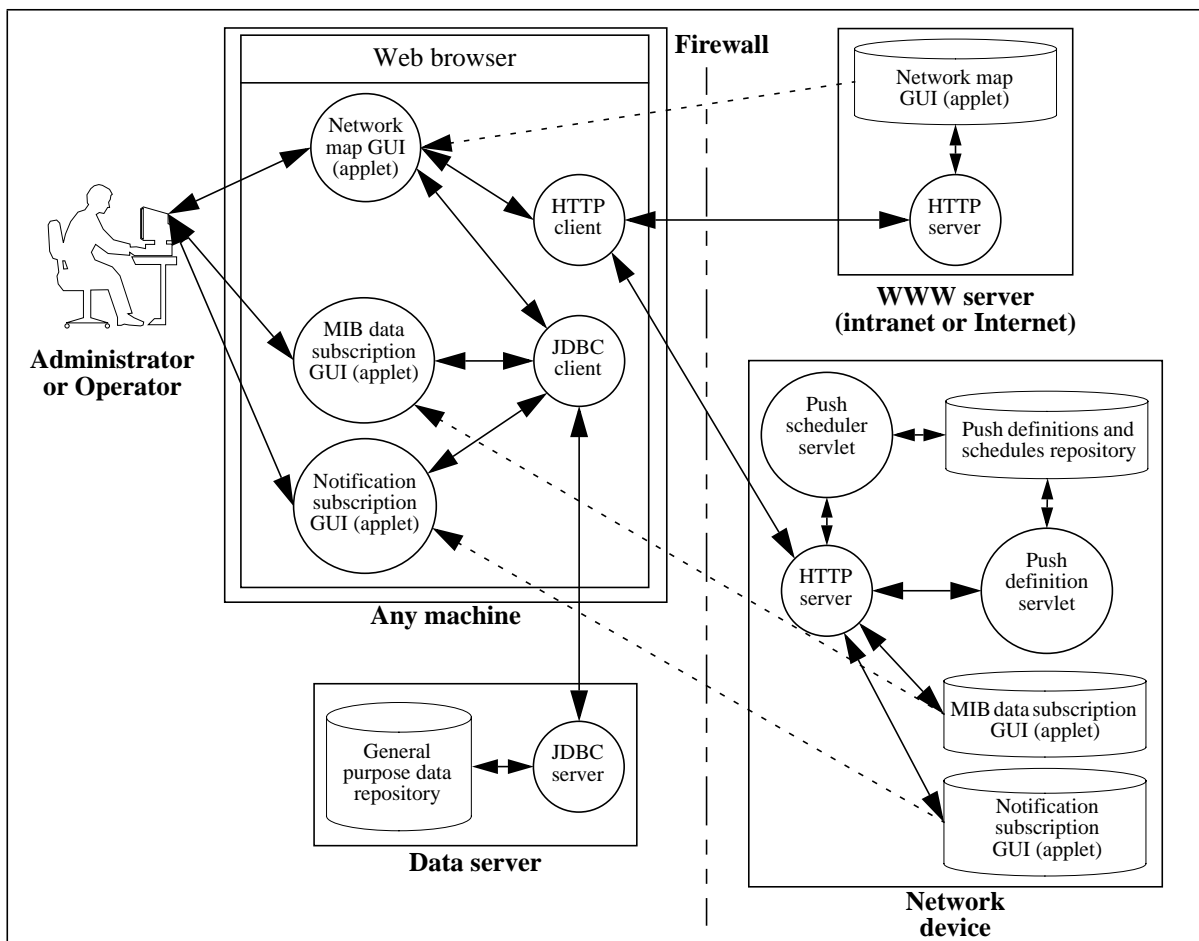 Web browser
Firewall
Network
map GUI
(applet)
HTTP
client
MIB data
subscription
GUI (applet)
JDBC
client
Notification
subscription
GUI (applet)
Any machine
Administrator
or Operator
General
purpose data
repository
JDBC
server
Data server
Network map
GUI (applet)
HTTP
server
WWW server
(intranet or Internet)
Push
scheduler
servlet
Push definitions and
schedules repository
HTTP
server
Push
definition
servlet
MIB data subscription
GUI (applet)
Notification
subscription
GUI (applet)
Network
device